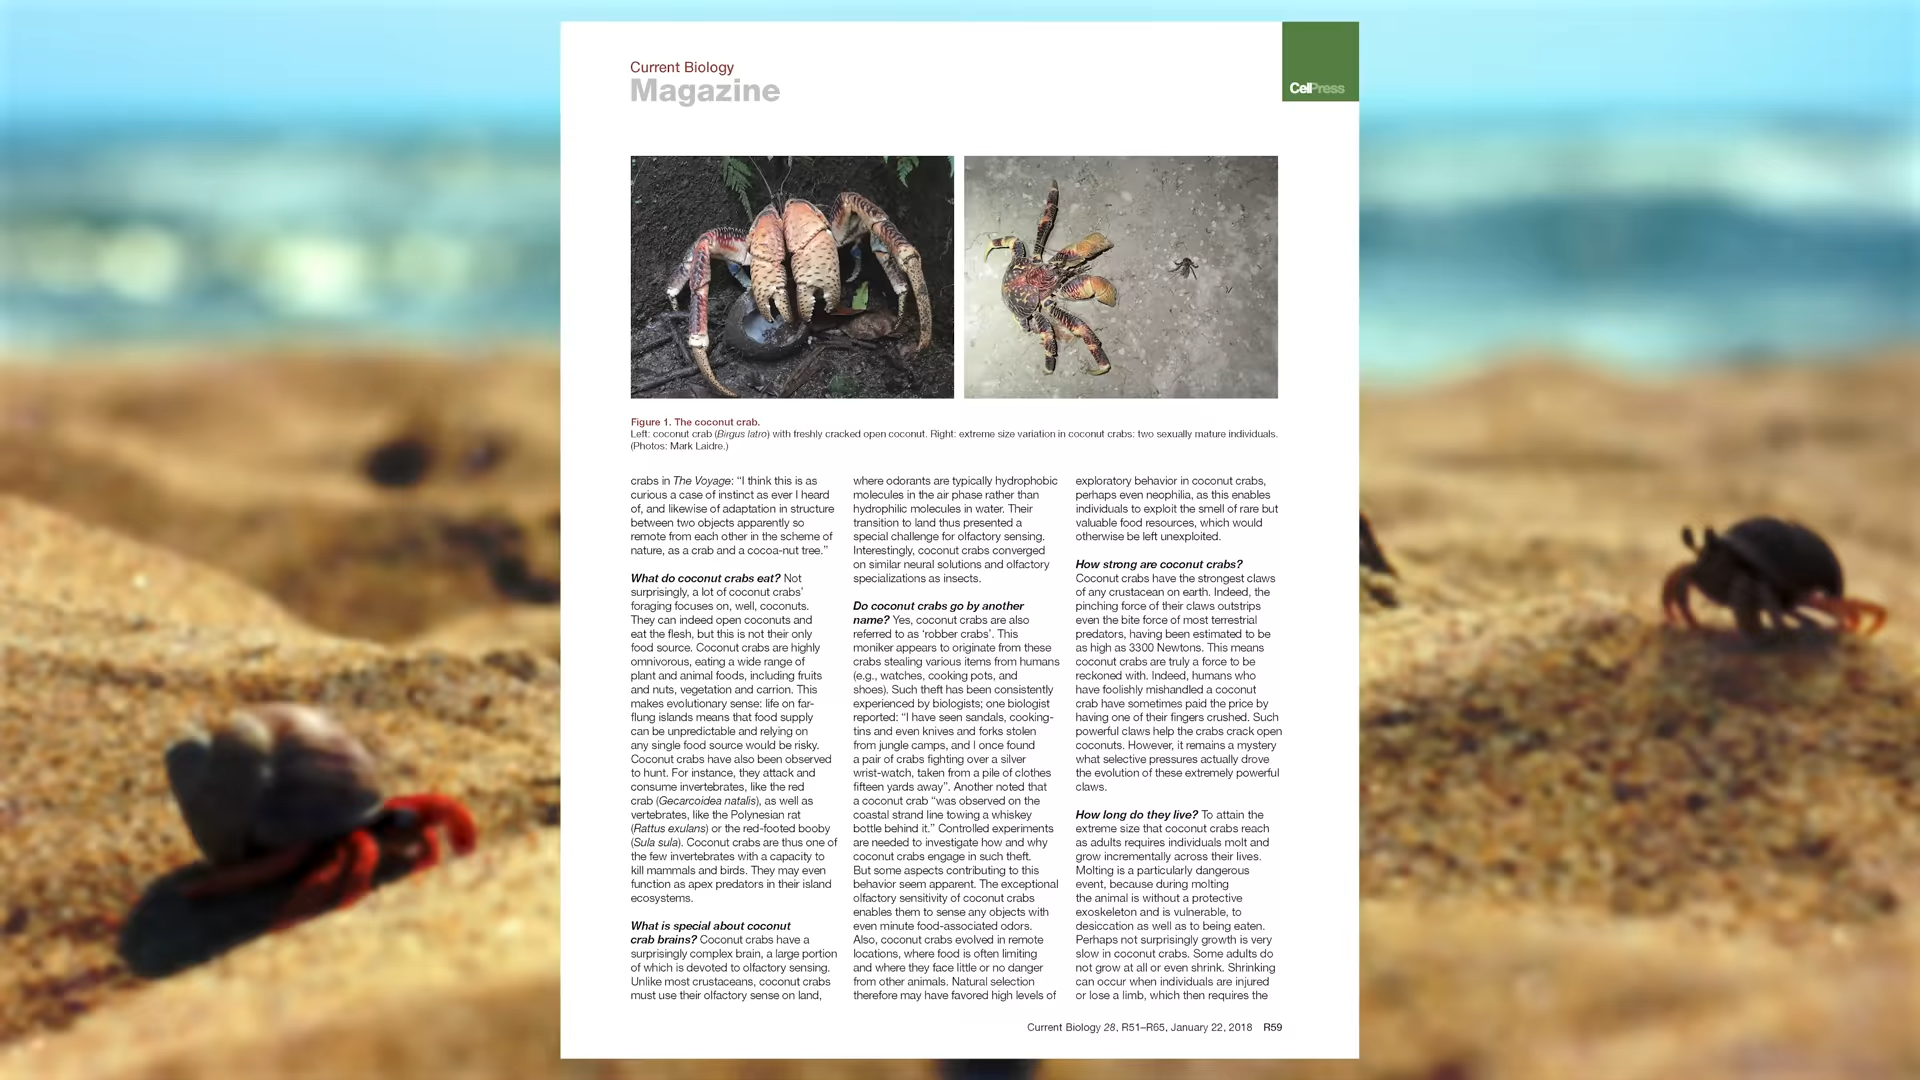 Current Biology
Magazine
CellPress
Figure 1. The coconut crab.
Left: coconut crab (Birgus latro) with freshly cracked open coconut. Right: extreme size variation in coconut crabs: two sexually mature individuals.
(Photos: Mark Laidre.)
crabs in The Voyage: “I think this is as
curious a case of instinct as ever I heard
of, and likewise of adaptation in structure
between two objects apparently so
remote from each other in the scheme of
nature, as a crab and a cocoa-nut tree.”
What do coconut crabs eat? Not
surprisingly, a lot of coconut crabs’
foraging focuses on, well, coconuts.
They can indeed open coconuts and
eat the flesh, but this is not their only
food source. Coconut crabs are highly
omnivorous, eating a wide range of
plant and animal foods, including fruits
and nuts, vegetation and carrion. This
makes evolutionary sense: life on far-
flung islands means that food supply
can be unpredictable and relying on
any single food source would be risky.
Coconut crabs have also been observed
to hunt. For instance, they attack and
consume invertebrates, like the red
crab (Gecarcoidea natalis), as well as
vertebrates, like the Polynesian rat
(Rattus exulans) or the red-footed booby
(Sula sula). Coconut crabs are thus one of
the few invertebrates with a capacity to
kill mammals and birds. They may even
function as apex predators in their island
ecosystems.
What is special about coconut
crab brains? Coconut crabs have a
surprisingly complex brain, a large portion
of which is devoted to olfactory sensing.
Unlike most crustaceans, coconut crabs
must use their olfactory sense on land,
where odorants are typically hydrophobic
molecules in the air phase rather than
hydrophilic molecules in water. Their
transition to land thus presented a
special challenge for olfactory sensing.
Interestingly, coconut crabs converged
on similar neural solutions and olfactory
specializations as insects.
Do coconut crabs go by another
name? Yes, coconut crabs are also
referred to as ‘robber crabs’. This
moniker appears to originate from these
crabs stealing various items from humans
(e.g., watches, cooking pots, and
shoes). Such theft has been consistently
experienced by biologists; one biologist
reported: “I have seen sandals, cooking-
tins and even knives and forks stolen
from jungle camps, and I once found
a pair of crabs fighting over a silver
wrist-watch, taken from a pile of clothes
fifteen yards away”. Another noted that
a coconut crab “was observed on the
coastal strand line towing a whiskey
bottle behind it.” Controlled experiments
are needed to investigate how and why
coconut crabs engage in such theft.
But some aspects contributing to this
behavior seem apparent. The exceptional
olfactory sensitivity of coconut crabs
enables them to sense any objects with
even minute food-associated odors.
Also, coconut crabs evolved in remote
locations, where food is often limiting
and where they face little or no danger
from other animals. Natural selection
therefore may have favored high levels of
exploratory behavior in coconut crabs,
perhaps even neophilia, as this enables
individuals to exploit the smell of rare but
valuable food resources, which would
otherwise be left unexploited.
How strong are coconut crabs?
Coconut crabs have the strongest claws
of any crustacean on earth. Indeed, the
pinching force of their claws outstrips
even the bite force of most terrestrial
predators, having been estimated to be
as high as 3300 Newtons. This means
coconut crabs are truly a force to be
reckoned with. Indeed, humans who
have foolishly mishandled a coconut
crab have sometimes paid the price by
having one of their fingers crushed. Such
powerful claws help the crabs crack open
coconuts. However, it remains a mystery
what selective pressures actually drove
the evolution of these extremely powerful
claws.
How long do they live? To attain the
extreme size that coconut crabs reach
as adults requires individuals molt and
grow incrementally across their lives.
Molting is a particularly dangerous
event, because during molting
the animal is without a protective
exoskeleton and is vulnerable, to
desiccation as well as to being eaten.
Perhaps not surprisingly growth is very
slow in coconut crabs. Some adults do
not grow at all or even shrink. Shrinking
can occur when individuals are injured
or lose a limb, which then requires the
Current Biology 28, R51–R65, January 22, 2018 R59